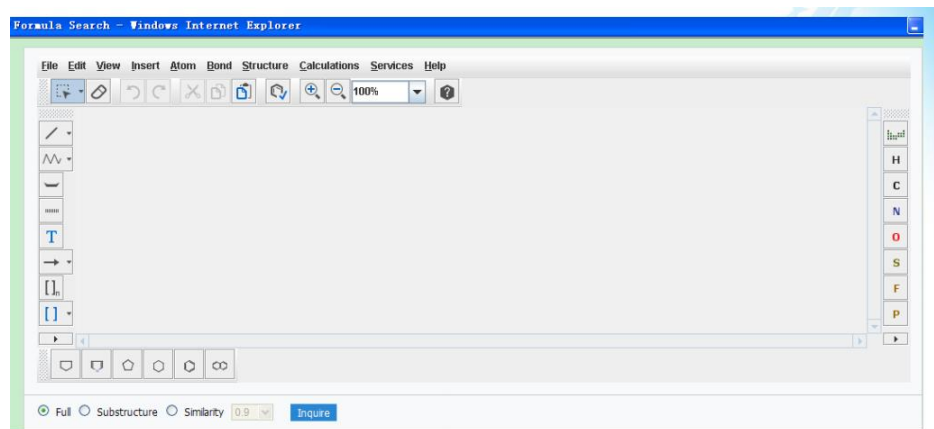 Formula Search - Windows Internet Explorer
File Edit View Insert Atom Bond Structure Calculations Services Help
100%
H
C
N
T
O
S
[ ]n
F
[ ]
P
Full Substructure Similarity 0.9 Inquire